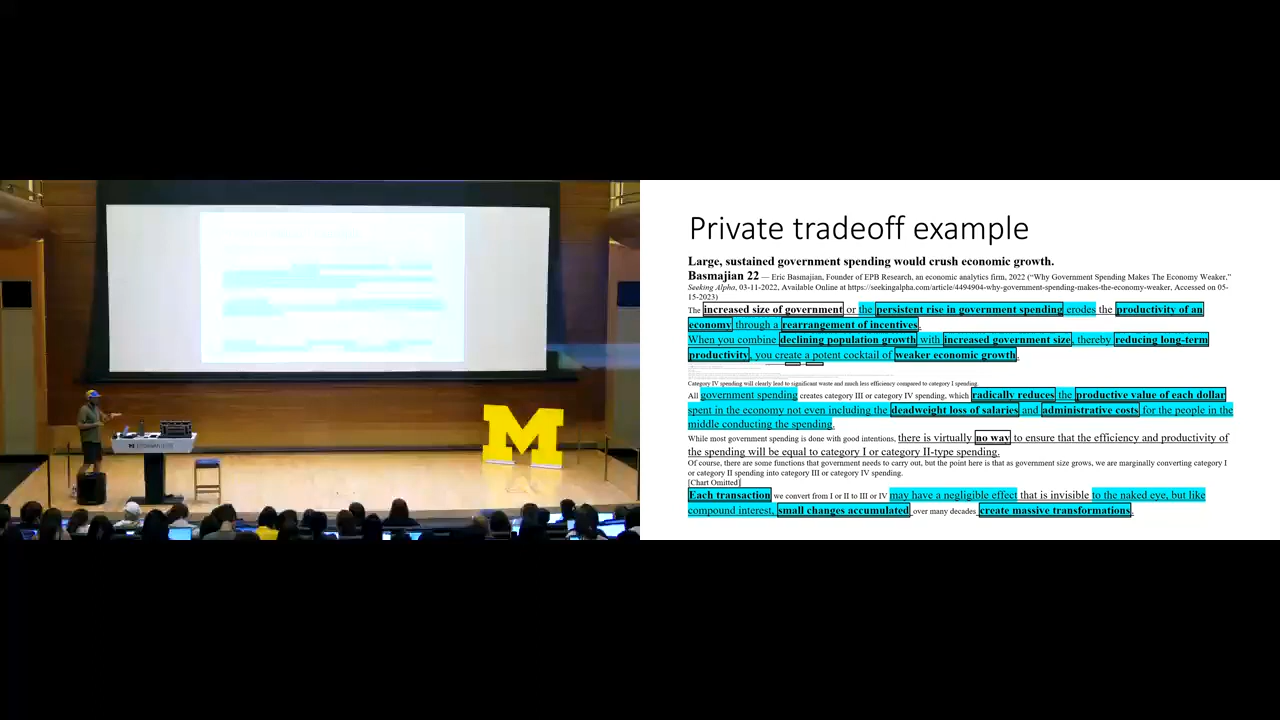 M
Private tradeoff example
Large, sustained government spending would crush economic growth.
Basmajian 22 — Eric Basmajian, Founder of EPB Research, an economic analytics firm, 2022 (“Why Government Spending Makes The Economy Weaker,”
Seeking Alpha, 03-11-2022, Available Online at https://seekingalpha.com/article/4494904-why-government-spending-makes-the-economy-weaker, Accessed on 05-
15-2023)
The increased size of government or the persistent rise in government spending erodes the productivity of an
economy through a rearrangement of incentives.
When you combine declining population growth with increased government size, thereby reducing long-term
productivity, you create a potent cocktail of weaker economic growth.
Category IV spending will clearly lead to significant waste and much less efficiency compared to category I spending.
All government spending creates category III or category IV spending, which radically reduces the productive value of each dollar
spent in the economy not even including the deadweight loss of salaries and administrative costs for the people in the
middle conducting the spending.
While most government spending is done with good intentions, there is virtually no way to ensure that the efficiency and productivity of
the spending will be equal to category I or category II-type spending.
Of course, there are some functions that government needs to carry out, but the point here is that as government size grows, we are marginally converting category I
or category II spending into category III or category IV spending.
[Chart Omitted]
Each transaction we convert from I or II to III or IV may have a negligible effect that is invisible to the naked eye, but like
compound interest, small changes accumulated over many decades create massive transformations.